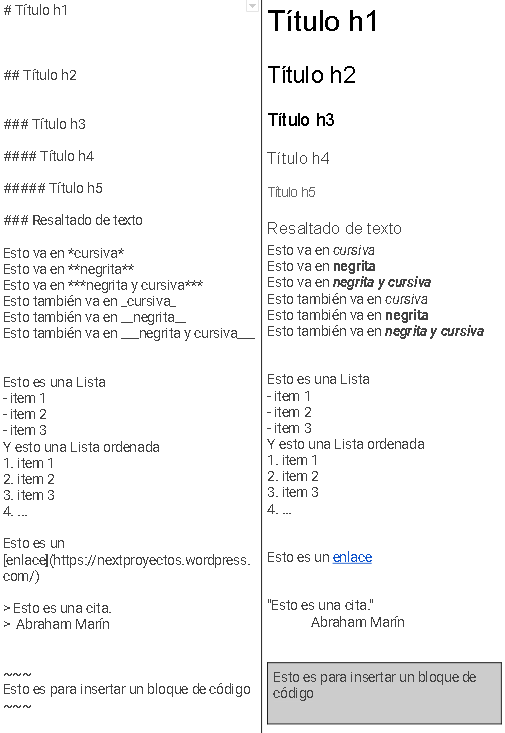 # Título h1
## Título h2
### Título h3
#### Título h4
##### Título h5
### Resaltado de texto
Esto va en *cursiva*
Esto va en **negrita**
Esto va en ***negrita y cursiva***
Esto también va en _cursiva_
Esto también va en __negrita__
Esto también va en ___negrita y cursiva___
Esto es una Lista
- item 1
- item 2
- item 3
Y esto una Lista ordenada
1. item 1
2. item 2
3. item 3
4. ...
Esto es un
[enlace](https://nextproyectos.wordpress.
com/)
> Esto es una cita.
> Abraham Marín
~~~
Esto es para insertar un bloque de código
~~~
Título h1
Título h2
Título h3
Título h4
Título h5
Resaltado de texto
Esto va en cursiva
Esto va en negrita
Esto va en negrita y cursiva
Esto también va en cursiva
Esto también va en negrita
Esto también va en negrita y cursiva
Esto es una Lista
- item 1
- item 2
- item 3
Y esto una Lista ordenada
1. item 1
2. item 2
3. item 3
4. ...
Esto es un enlace
"Esto es una cita."
Abraham Marín
Esto es para insertar un bloque de
código